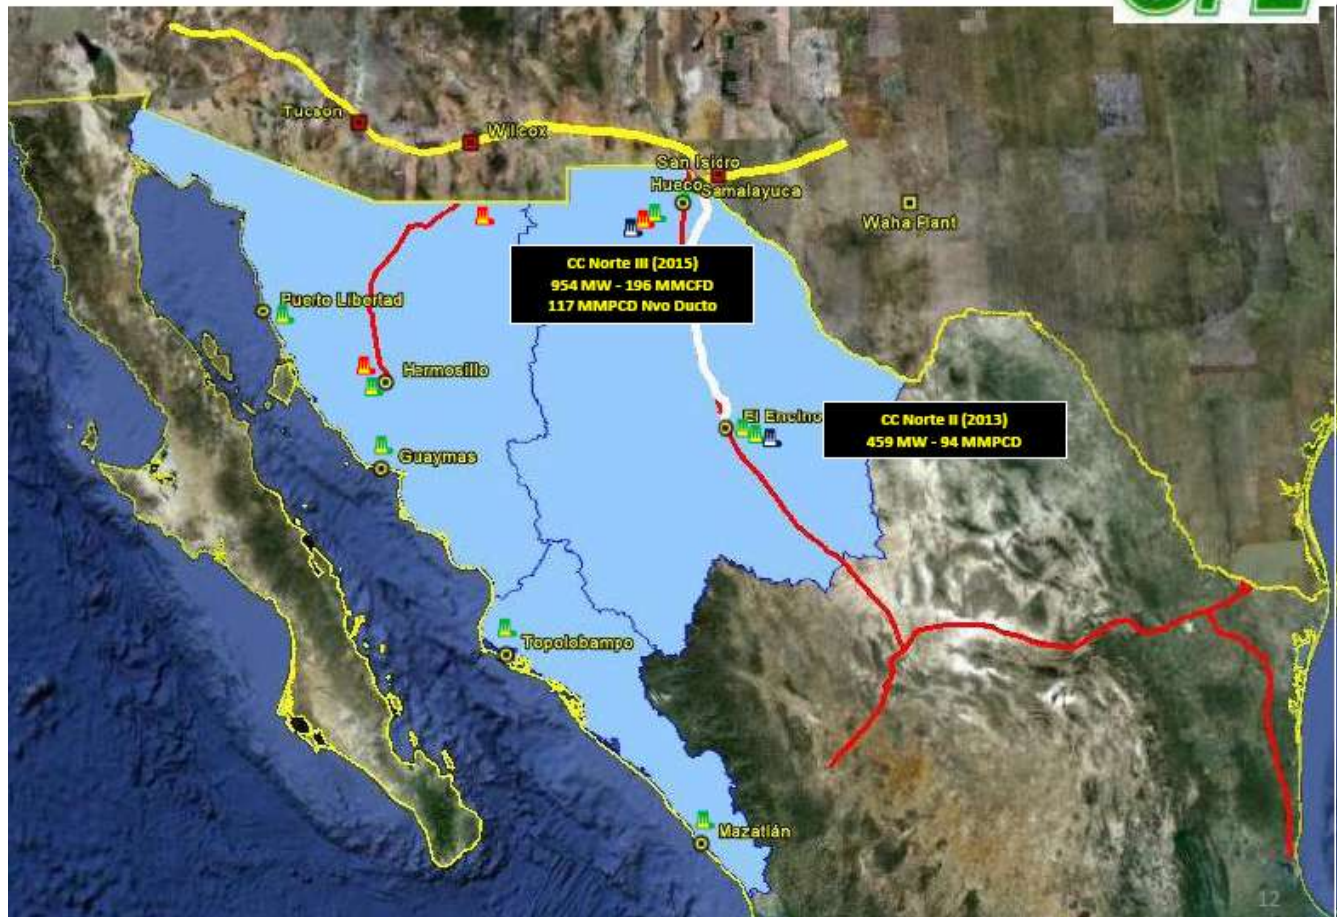 CFE
Tucson
Wilcox
San Isidro
Hueco
Samalayuca
Waha Plant
CC Norte III (2015)
954 MW - 196 MMCFD
117 MMPCD Nvo Ducto
Puerto Libertad
Hermosillo
El Encino
CC Norte II (2013)
459 MW - 94 MMPCD
Guaymas
Topolobampo
Mazatlán
12